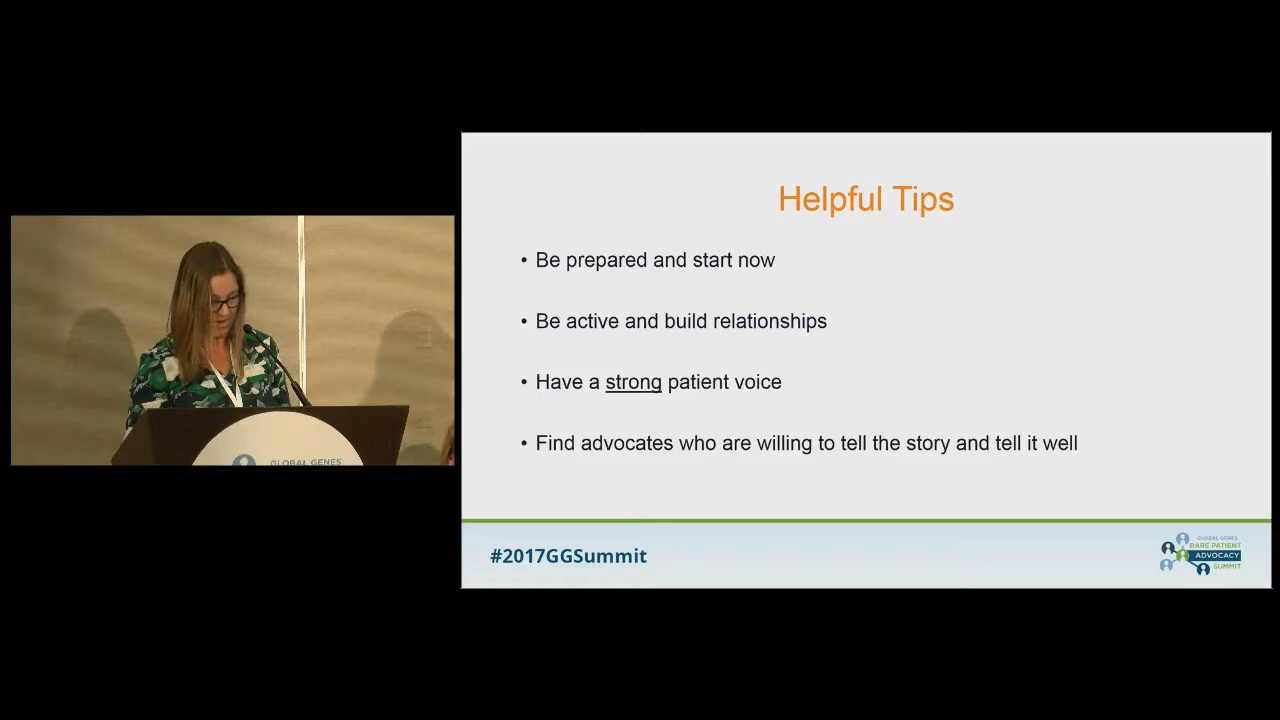 GLOBAL GENES
Helpful Tips
• Be prepared and start now
• Be active and build relationships
• Have a strong patient voice
• Find advocates who are willing to tell the story and tell it well
#2017GGSummit
GLOBAL GENES
RARE PATIENT
ADVOCACY
SUMMIT